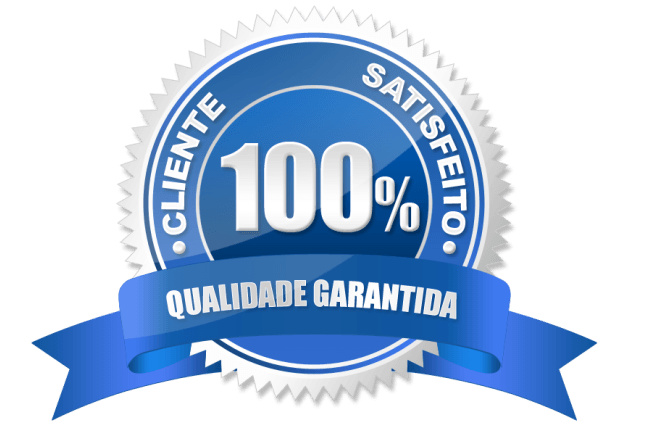 CLIENTE SATISFEITO
100%
QUALIDADE GARANTIDA